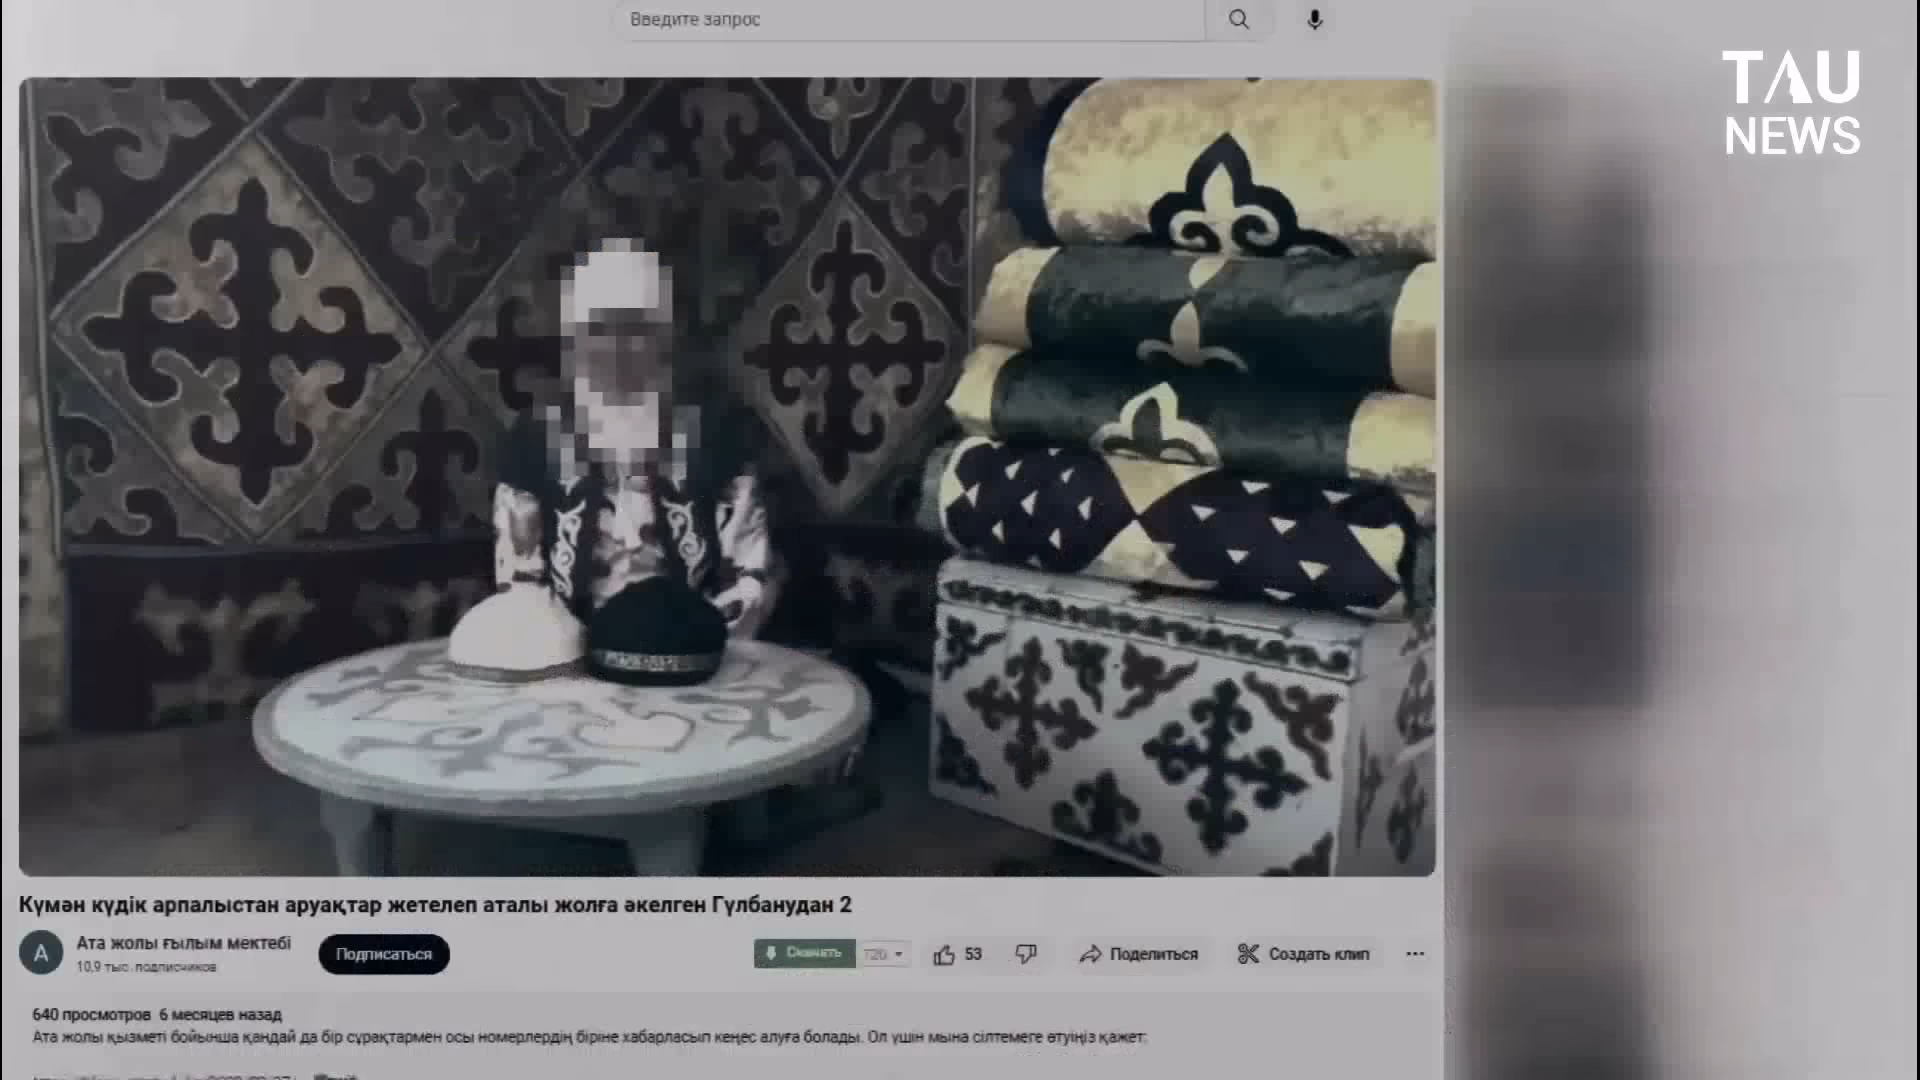 Введите запрос
TAU
NEWS
Күмән күдік арпалыстан аруақтар жетелеп аталы жолға әкелген Гүлбанудан 2
А
Ата жолы ғылым мектебі
10,9 тыс. подписчиков
Подписаться
Скачать
720
53
Поделиться
Создать клип
640 просмотров 6 месяцев назад
Ата жолы қызметі бойынша қандай да бір сұрақтармен осы номерлердің біріне хабарласып кеңес алуға болады. Ол үшін мына сілтемеге өтуіңіз қажет: